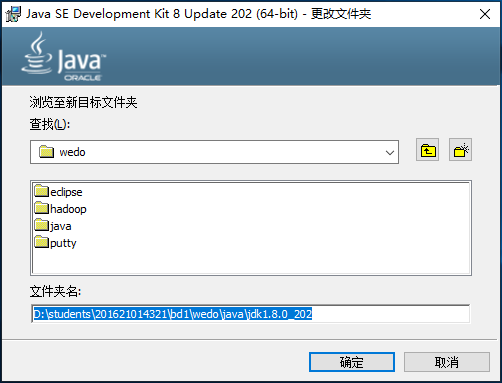 Java SE Development Kit 8 Update 202 (64-bit) - 更改文件夹
Java
ORACLE
浏览至新目标文件夹
查找(L):
wedo
eclipse
hadoop
java
putty
文件夹名:
D:\students\201621014321\bd1\wedo\java\jdk1.8.0_202
确定
取消